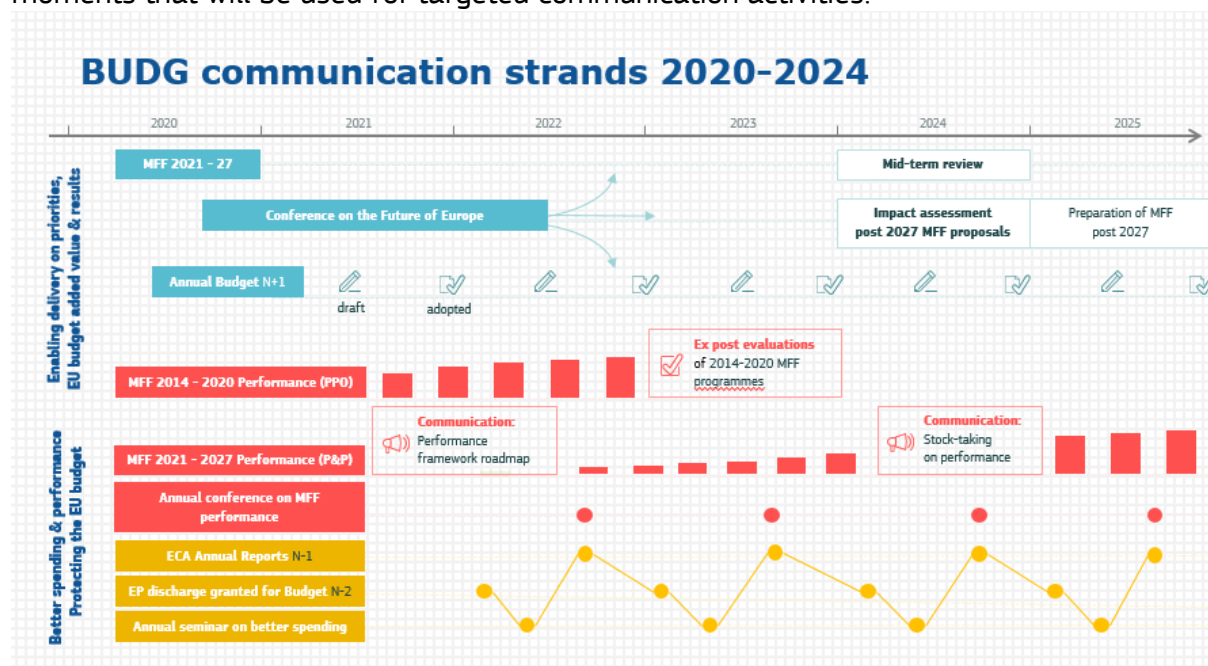 moments that will be used for targeted communication activities.
BUDG communication strands 2020-2024
2020 2021 2022 2023 2024 2025
Enabling delivery on priorities,
EU budget added value & results
MFF 2021 - 27
Mid-term review
Conference on the Future of Europe
Impact assessment
post 2027 MFF proposals
Preparation of MFF
post 2027
Annual Budget N+1
draft
adopted
Ex post evaluations
of 2014-2020 MFF
programmes
MFF 2014 - 2020 Performance (PPO)
Better spending & performance
Protecting the EU budget
Communication:
Performance
framework roadmap
Communication:
Stock-taking
on performance
MFF 2021 - 2027 Performance (P&P)
Annual conference on MFF
performance
ECA Annual Reports N-1
EP discharge granted for Budget N-2
Annual seminar on better spending